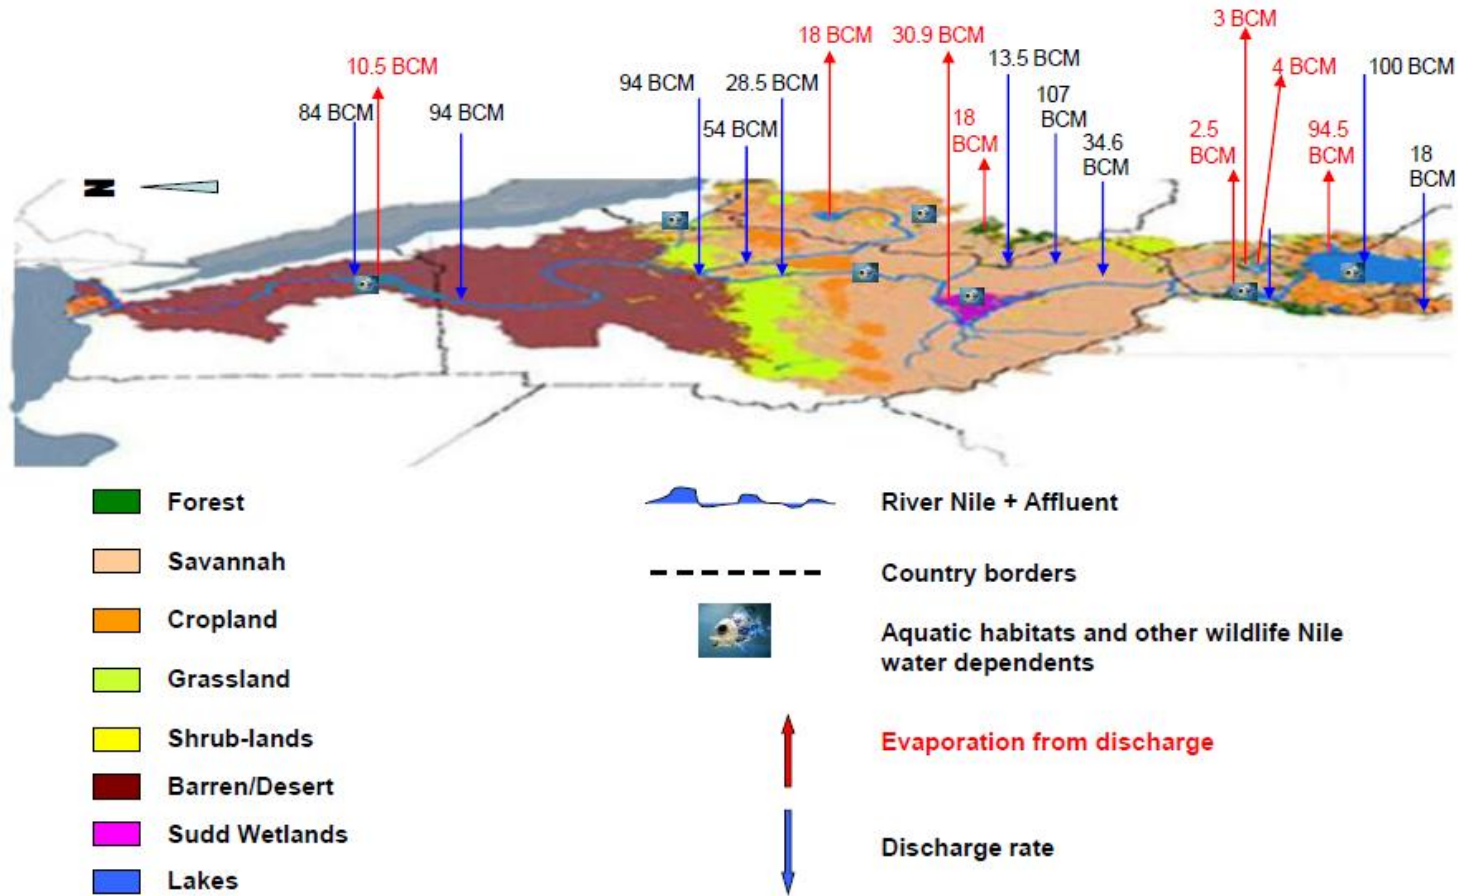 3 BCM
18 BCM
30.9 BCM
13.5 BCM
10.5 BCM
94 BCM
28.5 BCM
4 BCM
100 BCM
84 BCM
94 BCM
54 BCM
18
BCM
107
BCM
34.6
BCM
2.5
BCM
94.5
BCM
18
BCM
N
Forest
River Nile + Affluent
Savannah
Country borders
Cropland
Aquatic habitats and other wildlife Nile
water dependents
Grassland
Shrub-lands
Evaporation from discharge
Barren/Desert
Sudd Wetlands
Discharge rate
Lakes